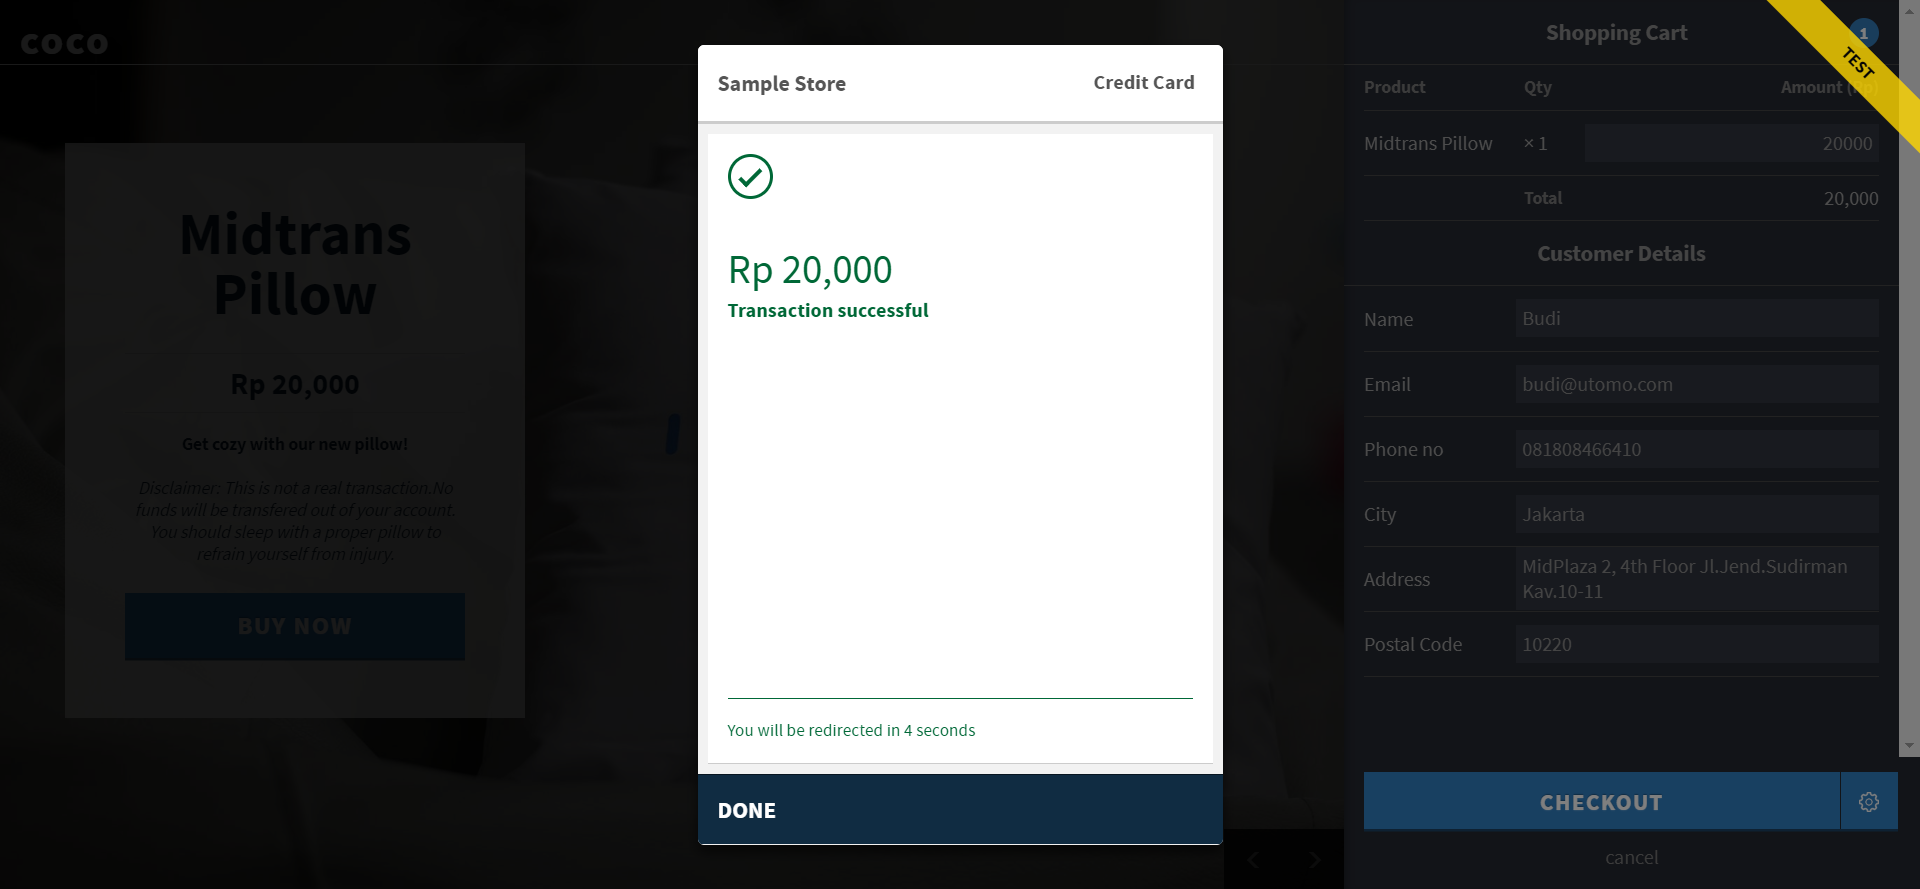 coco
Midtrans
Pillow
Rp 20,000
Get cozy with our new pillow!
Disclaimer: This is not a real transaction.No
funds will be transfered out of your account.
You should sleep with a proper pillow to
refrain yourself from injury.
BUY NOW
Sample Store
Credit Card
Rp 20,000
Transaction successful
You will be redirected in 4 seconds
DONE
Shopping Cart
1
TEST
Product Qty Amount (Rp)
Midtrans Pillow × 1 20000
Total 20,000
Customer Details
Name Budi
Email budi@utomo.com
Phone no 081808466410
City Jakarta
Address MidPlaza 2, 4th Floor Jl.Jend.Sudirman
Kav.10-11
Postal Code 10220
CHECKOUT
cancel